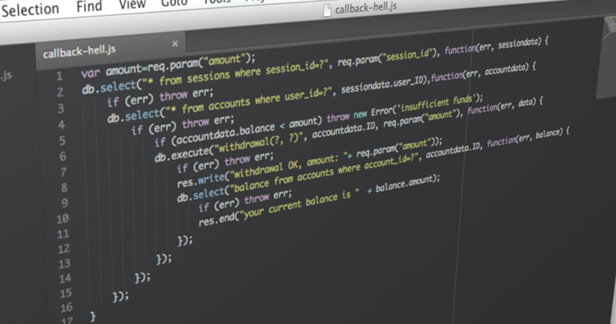 Selection Find View Goto Tools
callback-hell.js
.js
callback-hell.js x
1 var amount=req.param("amount");
2 db.select("* from sessions where session_id=?", req.param("session_id"), function(err, sessiondata) {
3 if (err) throw err;
4 db.select("* from accounts where user_id=?", sessiondata.user_ID),function(err, accountdata) {
5 if (err) throw err;
6 if (accountdata.balance < amount) throw new Error('insufficient funds');
7 db.execute("withdrawal(?, ?)", accountdata.ID, req.param("amount"), function(err, data) {
8 if (err) throw err;
9 res.write("withdrawal OK, amount: "+ req.param("amount"));
10 db.select("balance from accounts where account_id=?", accountdata.ID, function(err, balance) {
11 if (err) throw err;
12 res.end("your current balance is " + balance.amount);
13 });
14 });
15 });
16 });
17 }